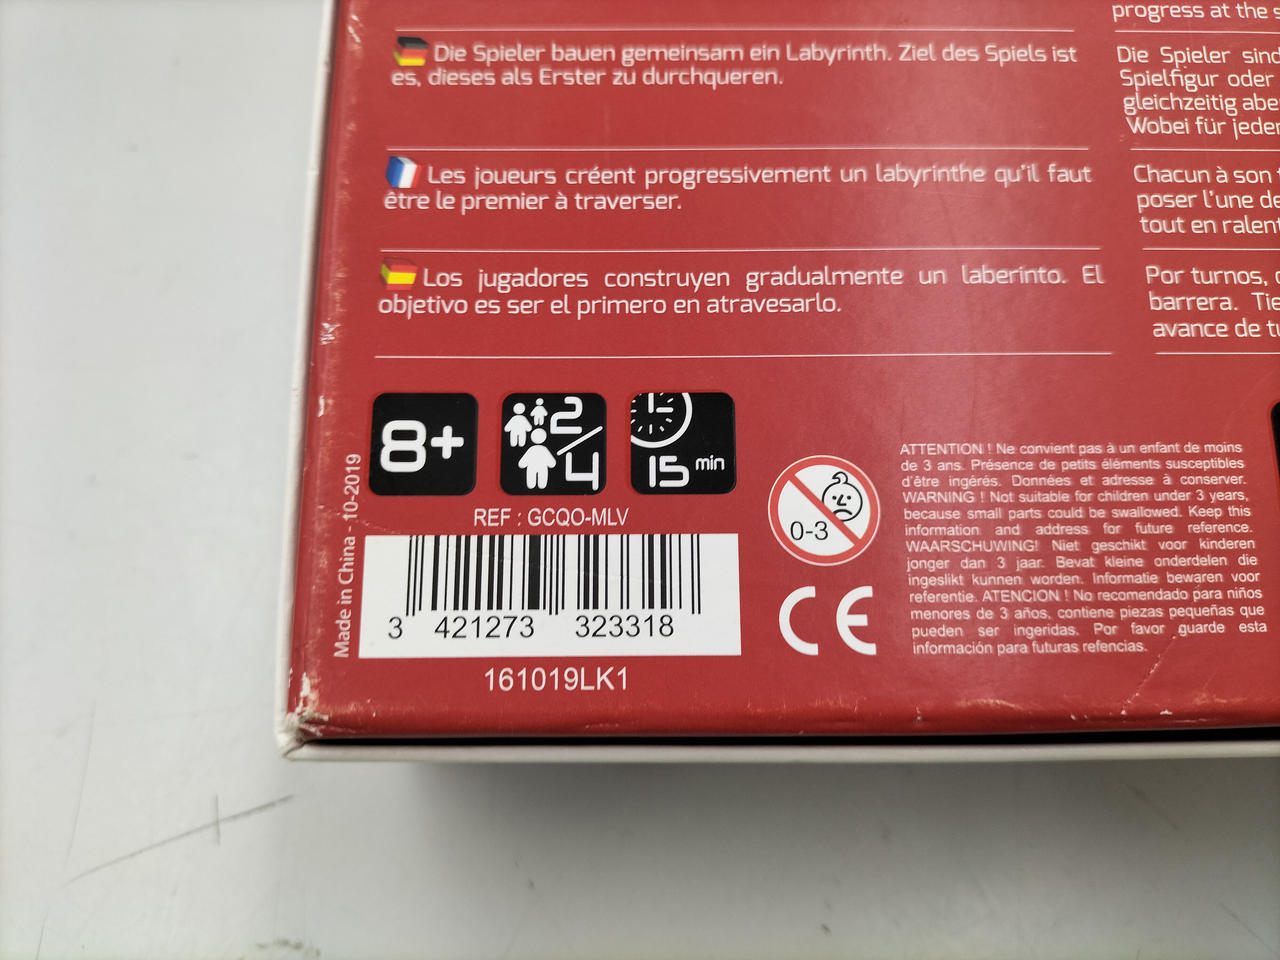 progress at the
Die Spieler bauen gemeinsam ein Labyrinth. Ziel des Spiels ist
es, dieses als Erster zu durchqueren.
Die Spieler sind
Spielfigur oder
gleichzeitig
Wobei für jeden
Les joueurs créent progressivement un labyrinthe qu'il faut
être le premier à traverser.
Chacun à son
poser l'une
tout en
Los jugadores construyen gradualmente un laberinto. El
objetivo es ser el primero en atravesarlo.
Por turnos,
barrera.
avance de
8+
2
4
15 min
REF : GCQO-MLV
Made in China - 10-2019
3 421273 323318
161019LK1
0-3
CE
ATTENTION ! Ne convient pas à un enfant de moins
de 3 ans. Présence de petits éléments susceptibles
d'être ingérés. Données et adresse à conserver.
WARNING ! Not suitable for children under 3 years,
because small parts could be swallowed. Keep this
information and address for future reference.
WAARSCHUWING! Niet geschikt voor kinderen
jonger dan 3 jaar. Bevat kleine onderdelen die
ingeslikt kunnen worden. Informatie bewaren voor
referentie. ATENCION ! No recomendado para niños
menores de 3 años, contiene piezas pequeñas que
pueden ser ingeridas. Por favor guarde esta
información para futuras refencias.